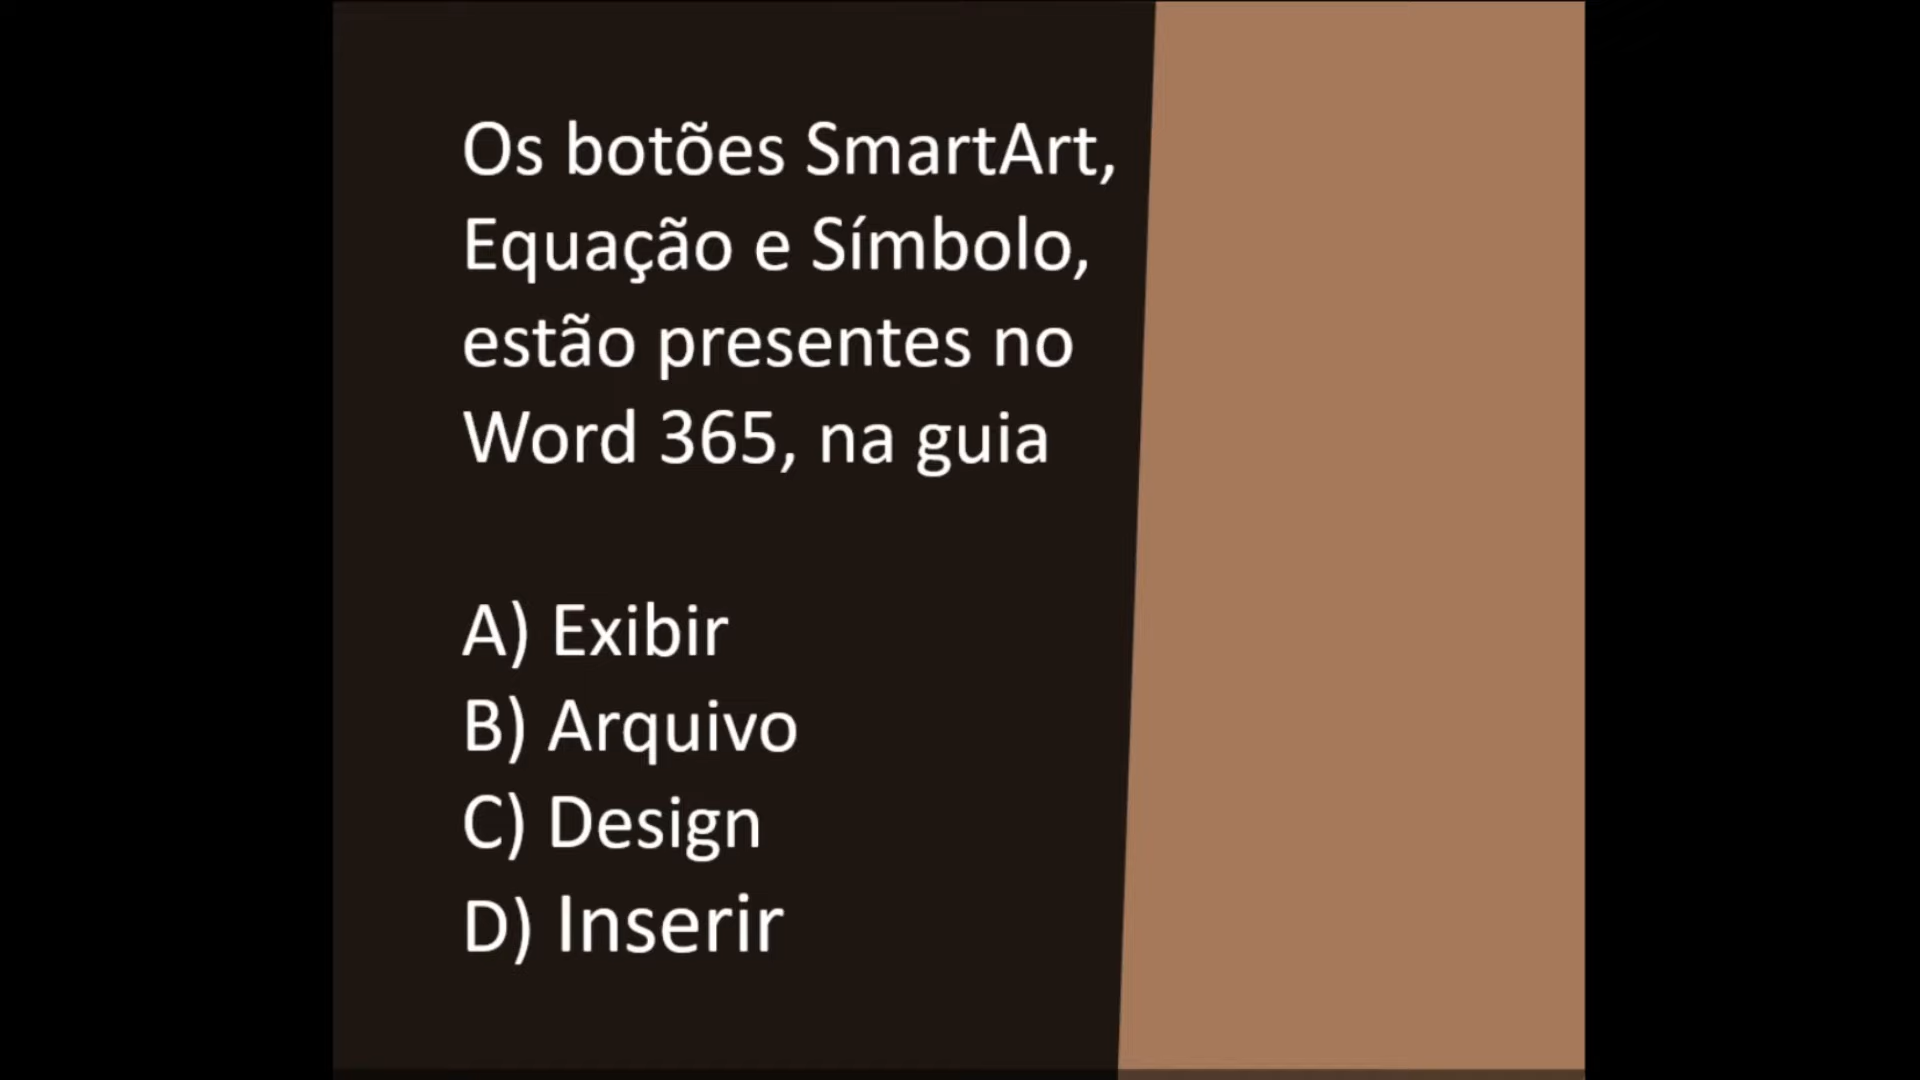 Os botões SmartArt,
Equação e Símbolo,
estão presentes no
Word 365, na guia
A) Exibir
B) Arquivo
C) Design
D) Inserir